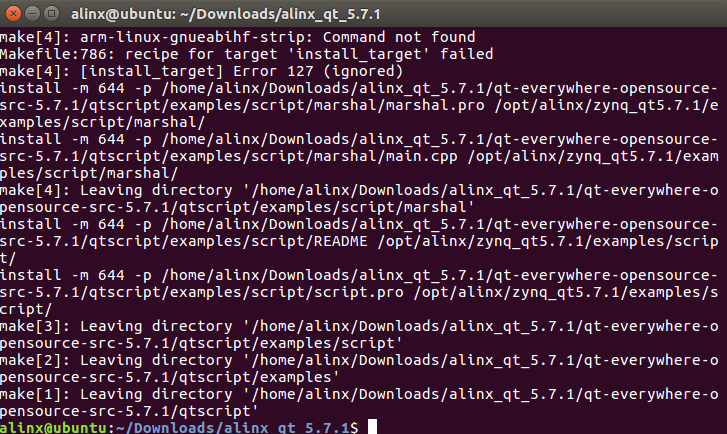 alinx@ubuntu: ~/Downloads/alinx_qt_5.7.1
make[4]: arm-linux-gnueabihf-strip: Command not found
Makefile:786: recipe for target 'install_target' failed
make[4]: [install_target] Error 127 (ignored)
install -m 644 -p /home/alinx/Downloads/alinx_qt_5.7.1/qt-everywhere-opensource-
src-5.7.1/qtscript/examples/script/marshal/marshal.pro /opt/alinx/zynq_qt5.7.1/e
xamples/script/marshal/
install -m 644 -p /home/alinx/Downloads/alinx_qt_5.7.1/qt-everywhere-opensource-
src-5.7.1/qtscript/examples/script/marshal/main.cpp /opt/alinx/zynq_qt5.7.1/exam
ples/script/marshal/
make[4]: Leaving directory '/home/alinx/Downloads/alinx_qt_5.7.1/qt-everywhere-o
pensource-src-5.7.1/qtscript/examples/script/marshal'
install -m 644 -p /home/alinx/Downloads/alinx_qt_5.7.1/qt-everywhere-opensource-
src-5.7.1/qtscript/examples/script/README /opt/alinx/zynq_qt5.7.1/examples/scrip
t/
install -m 644 -p /home/alinx/Downloads/alinx_qt_5.7.1/qt-everywhere-opensource-
src-5.7.1/qtscript/examples/script/script.pro /opt/alinx/zynq_qt5.7.1/examples/s
cript/
make[3]: Leaving directory '/home/alinx/Downloads/alinx_qt_5.7.1/qt-everywhere-o
pensource-src-5.7.1/qtscript/examples/script'
make[2]: Leaving directory '/home/alinx/Downloads/alinx_qt_5.7.1/qt-everywhere-o
pensource-src-5.7.1/qtscript/examples'
make[1]: Leaving directory '/home/alinx/Downloads/alinx_qt_5.7.1/qt-everywhere-o
pensource-src-5.7.1/qtscript'
alinx@ubuntu:~/Downloads/alinx_qt_5.7.1$